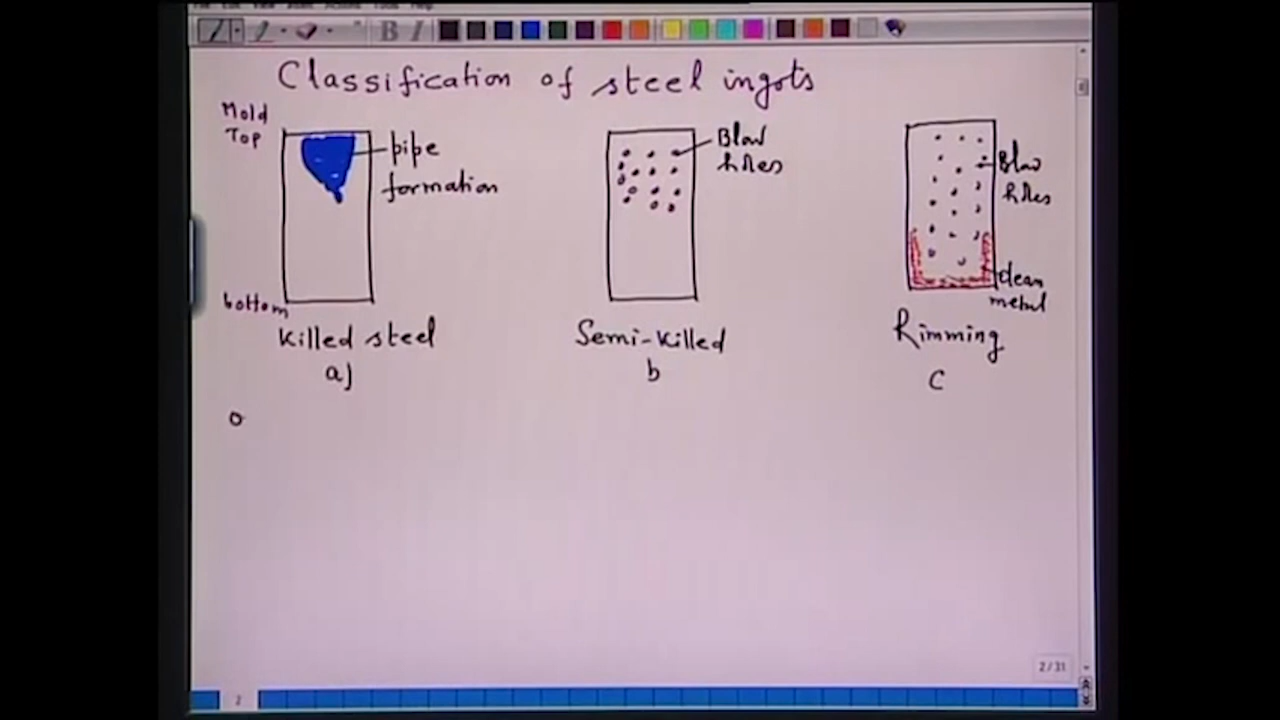 Classification of steel ingots
Mold
Top
pipe
formation
bottom
Killed steel
a)
Blow
holes
Semi-killed
b
Blow
holes
clean
metal
Rimming
C
B I
2/31
2